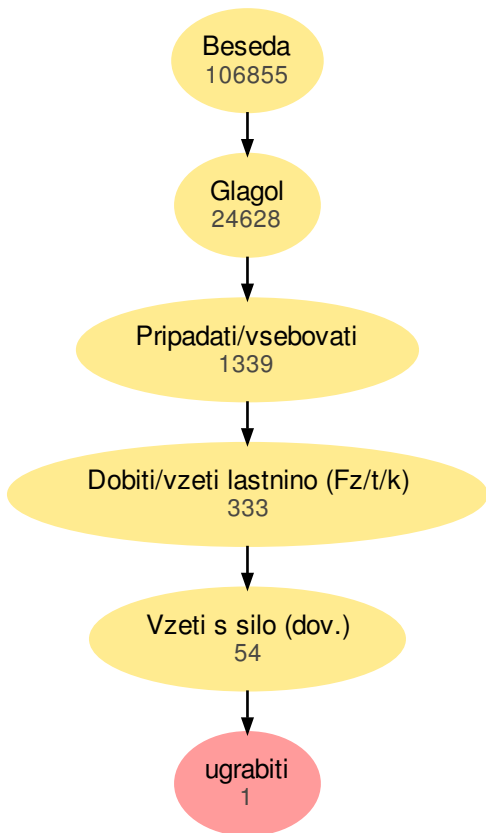 Beseda
106855
Glagol
24628
Pripadati/vsebovati
1339
Dobiti/vzeti lastnino (Fz/t/k)
333
Vzeti s silo (dov.)
54
ugrabiti
1